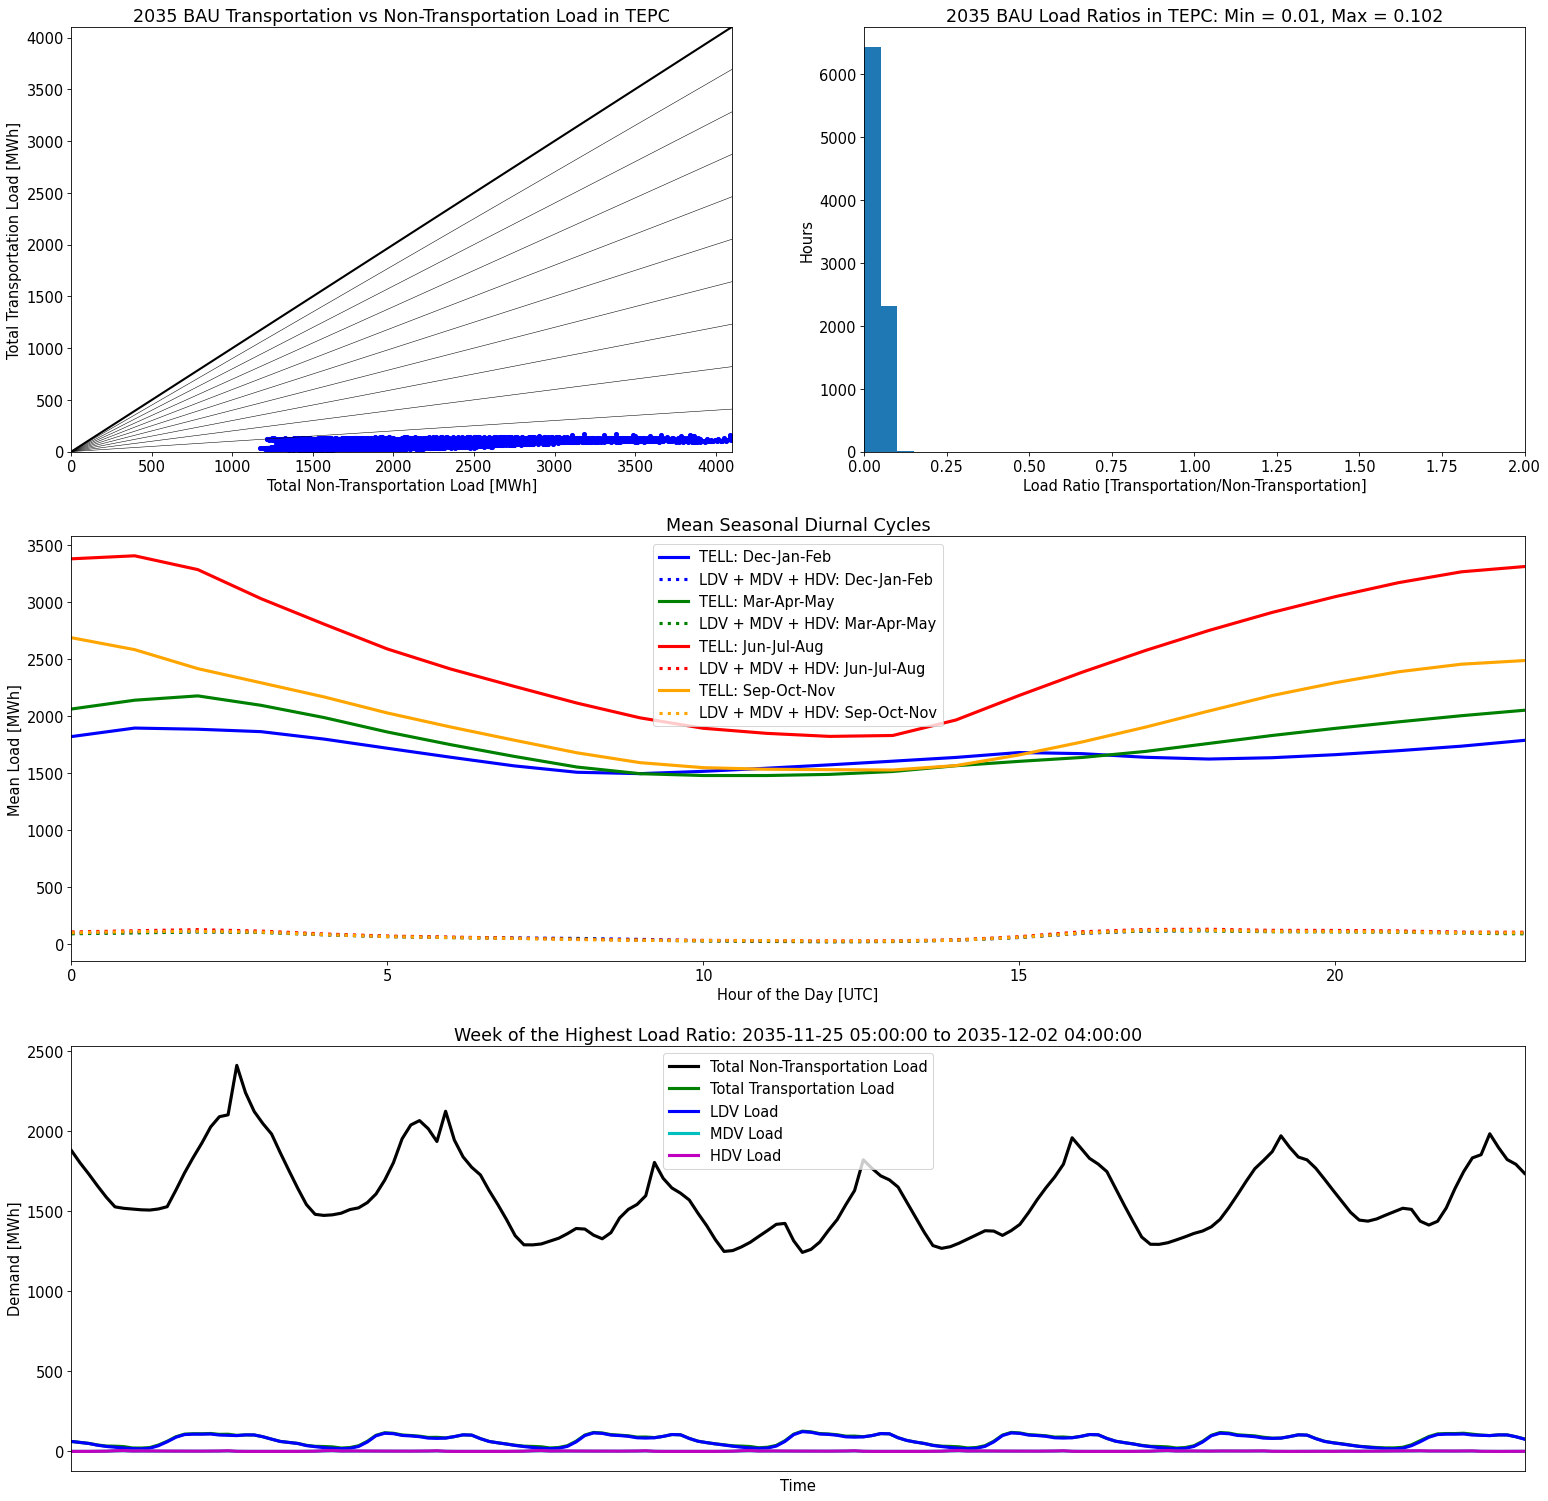 2035 BAU Transportation vs Non-Transportation Load in TEPC
4000
3500
3000
2500
2000
1500
1000
500
0
Total Transportation Load [MWh]
0 500 1000 1500 2000 2500 3000 3500 4000
Total Non-Transportation Load [MWh]
2035 BAU Load Ratios in TEPC: Min = 0.01, Max = 0.102
6000
5000
4000
3000
2000
1000
0
Hours
0.00 0.25 0.50 0.75 1.00 1.25 1.50 1.75 2.00
Load Ratio [Transportation/Non-Transportation]
Mean Seasonal Diurnal Cycles
3500
3000
2500
2000
1500
1000
500
0
Mean Load [MWh]
TELL: Dec-Jan-Feb
LDV + MDV + HDV: Dec-Jan-Feb
TELL: Mar-Apr-May
LDV + MDV + HDV: Mar-Apr-May
TELL: Jun-Jul-Aug
LDV + MDV + HDV: Jun-Jul-Aug
TELL: Sep-Oct-Nov
LDV + MDV + HDV: Sep-Oct-Nov
0 5 10 15 20
Hour of the Day [UTC]
Week of the Highest Load Ratio: 2035-11-25 05:00:00 to 2035-12-02 04:00:00
2500
2000
1500
1000
500
0
Demand [MWh]
Total Non-Transportation Load
Total Transportation Load
LDV Load
MDV Load
HDV Load
Time